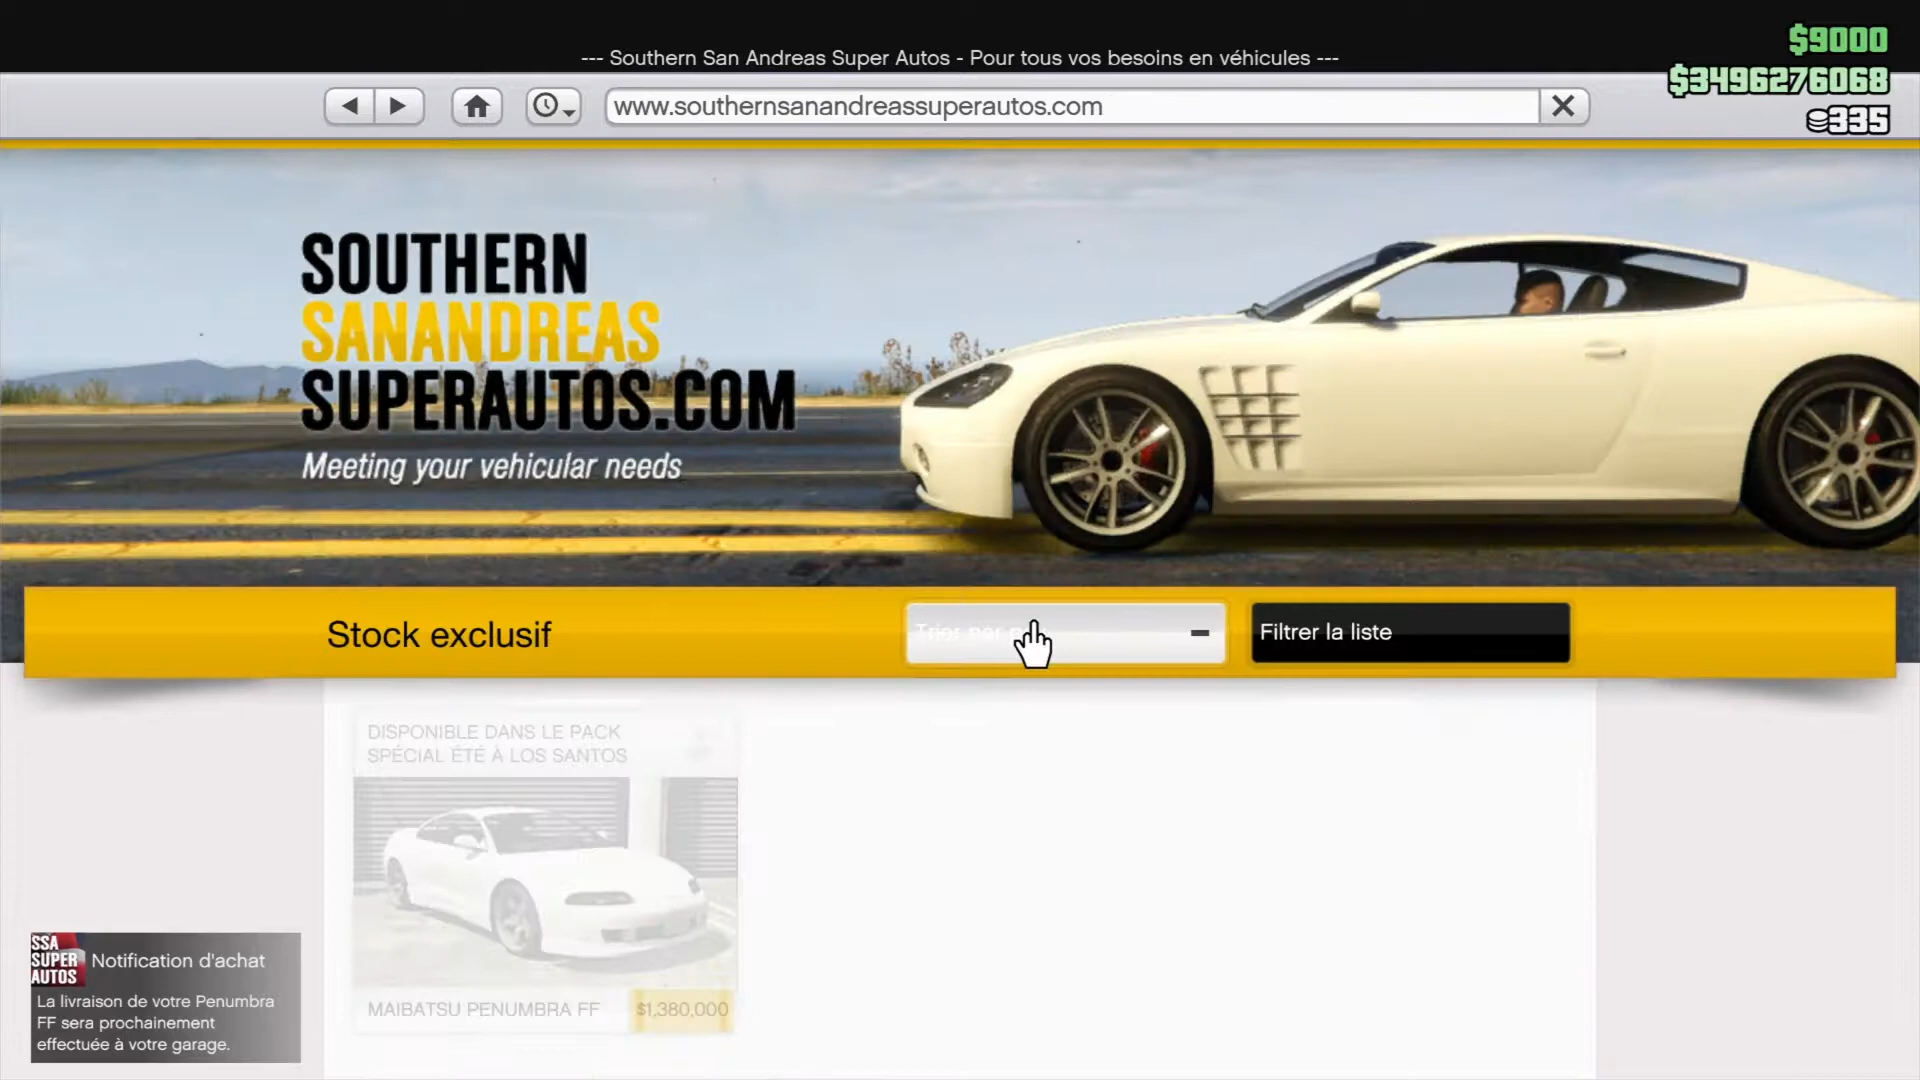 --- Southern San Andreas Super Autos - Pour tous vos besoins en véhicules ---
$9000
$3496276068
335
www.southernsanandreassuperautos.com
SOUTHERN
SANANDREAS
SUPERAUTOS.COM
Meeting your vehicular needs
Stock exclusif
Trier par
Filtrer la liste
DISPONIBLE DANS LE PACK
SPÉCIAL ÉTÉ À LOS SANTOS
MAIBATSU PENUMBRA FF
$1,380,000
SSA
SUPER
AUTOS
Notification d'achat
La livraison de votre Penumbra
FF sera prochainement
effectuée à votre garage.